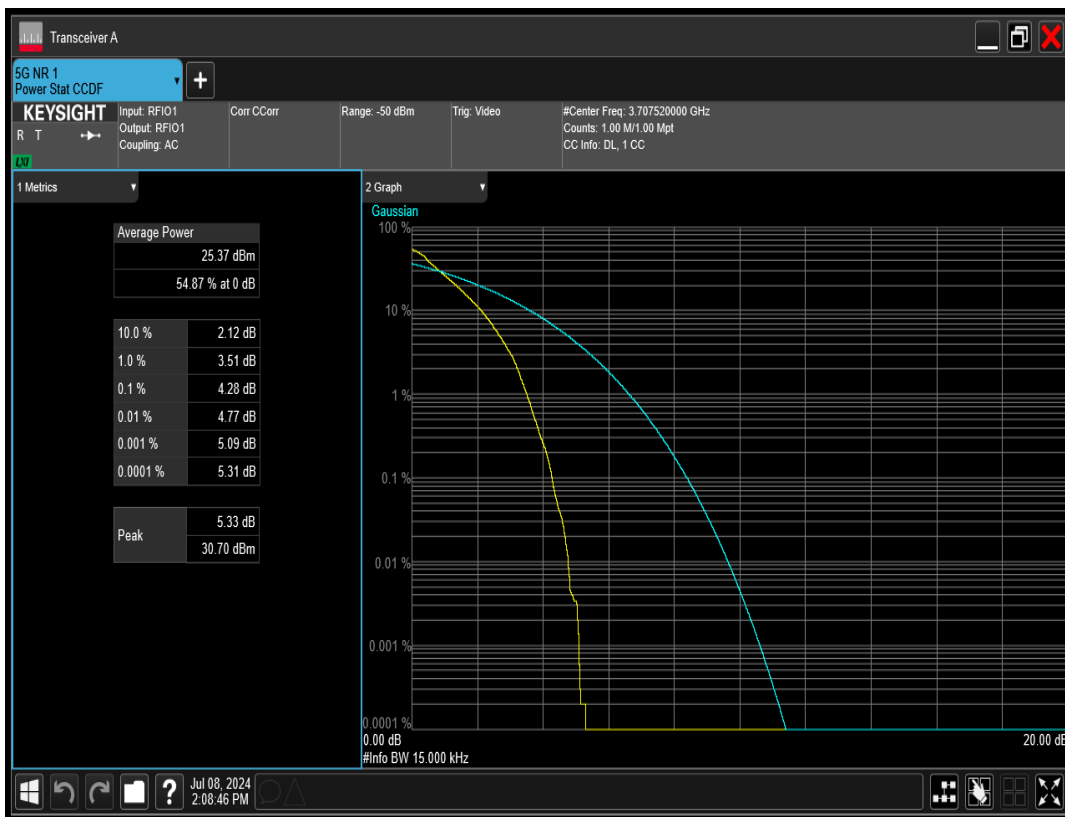 Transceiver A
5G NR 1
Power Stat CCDF
+
KEYSIGHT
R T
LXI
Input: RFIO1
Output: RFIO1
Coupling: AC
Corr CCorr
Range: -50 dBm
Trig: Video
#Center Freq: 3.707520000 GHz
Counts: 1.00 M/1.00 Mpt
CC Info: DL, 1 CC
1 Metrics
Average Power
25.37 dBm
54.87 % at 0 dB
10.0 % 2.12 dB
1.0 % 3.51 dB
0.1 % 4.28 dB
0.01 % 4.77 dB
0.001 % 5.09 dB
0.0001 % 5.31 dB
Peak
5.33 dB
30.70 dBm
2 Graph
Gaussian
100 %
10 %
1 %
0.1 %
0.01 %
0.001 %
0.0001 %
0.00 dB
20.00 dB
#Info BW 15.000 kHz
?
Jul 08, 2024
2:08:46 PM